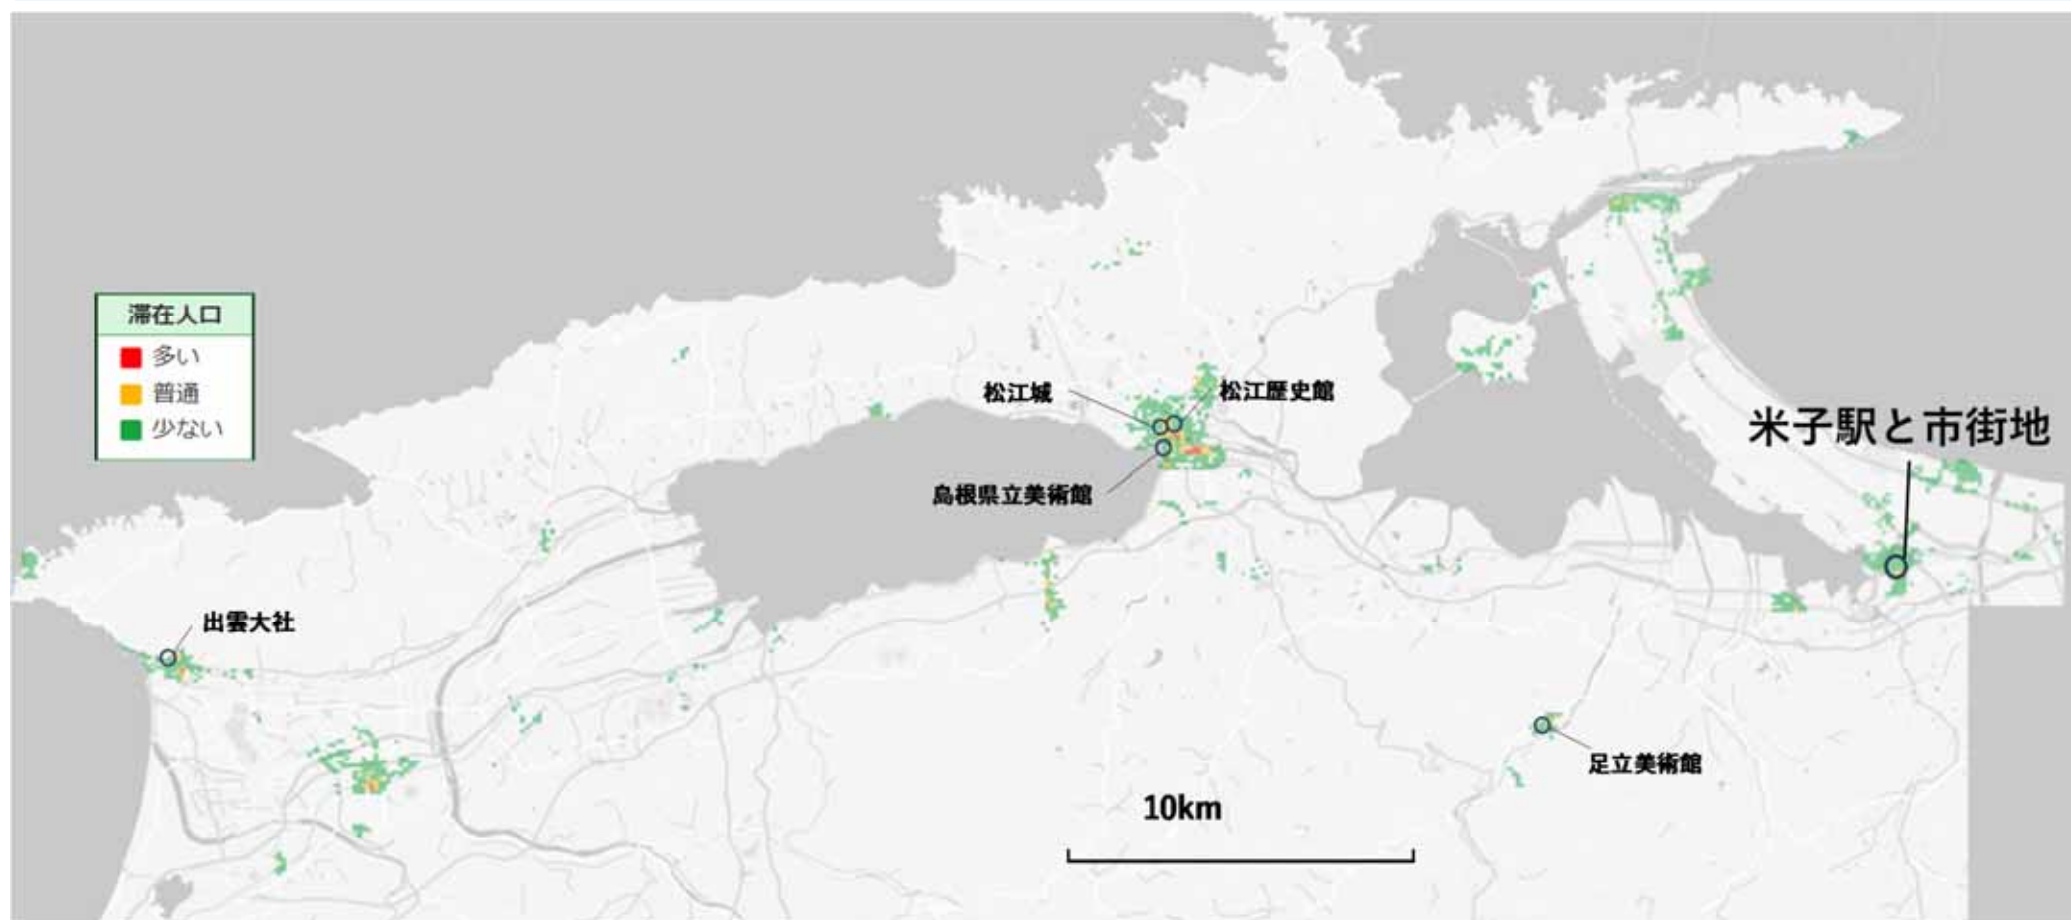 滞在人口
多い
普通
少ない
松江城
松江歴史館
米子駅と市街地
島根県立美術館
出雲大社
足立美術館
10km